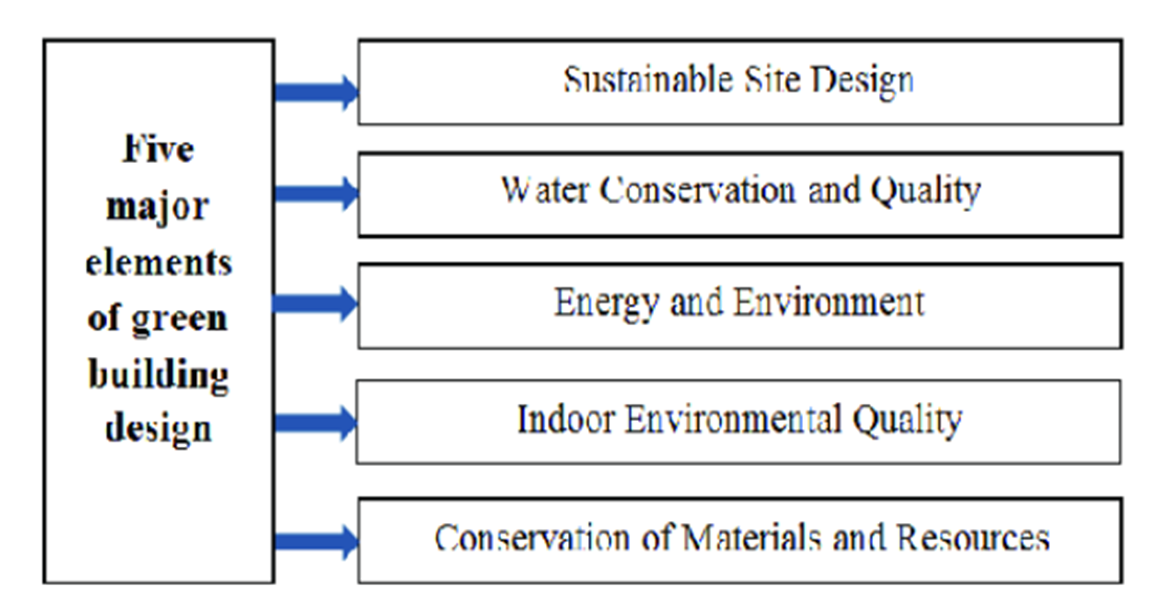 Five
major
elements
of green
building
design
Sustainable Site Design
Water Conservation and Quality
Energy and Environment
Indoor Environmental Quality
Conservation of Materials and Resources